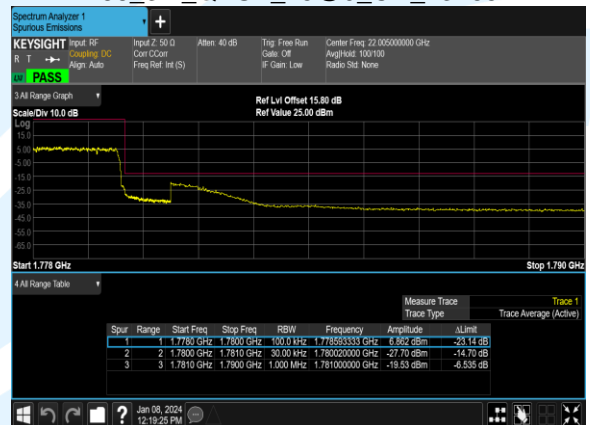 Spectrum Analyzer 1
Spurious Emissions
KEYSIGHT Input: RF Input Z: 50 Ω Atten: 40 dB Trig: Free Run Center Freq: 22.005000000 GHz
R T Coupling: DC Corr CCorr Gate: Off Avg|Hold: 100/100
Align: Auto Freq Ref: Int (S) IF Gain: Low Radio Std: None
PASS
3 All Range Graph
Ref Lvl Offset 15.80 dB
Scale/Div 10.0 dB Ref Value 25.00 dBm
Log
15.0
5.00
-5.00
-15.0
-25.0
-35.0
-45.0
-55.0
-65.0
Start 1.778 GHz Stop 1.790 GHz
4 All Range Table
Measure Trace Trace 1
Trace Type Trace Average (Active)
Spur Range Start Freq Stop Freq RBW Frequency Amplitude ΔLimit
1 1 1.7780 GHz 1.7800 GHz 100.0 kHz 1.778593333 GHz 6.862 dBm -23.14 dB
2 2 1.7800 GHz 1.7810 GHz 30.00 kHz 1.780020000 GHz -27.70 dBm -14.70 dB
3 3 1.7810 GHz 1.7900 GHz 1.000 MHz 1.781000000 GHz -19.53 dBm -6.535 dB
? Jan 08, 2024
12:19:25 PM